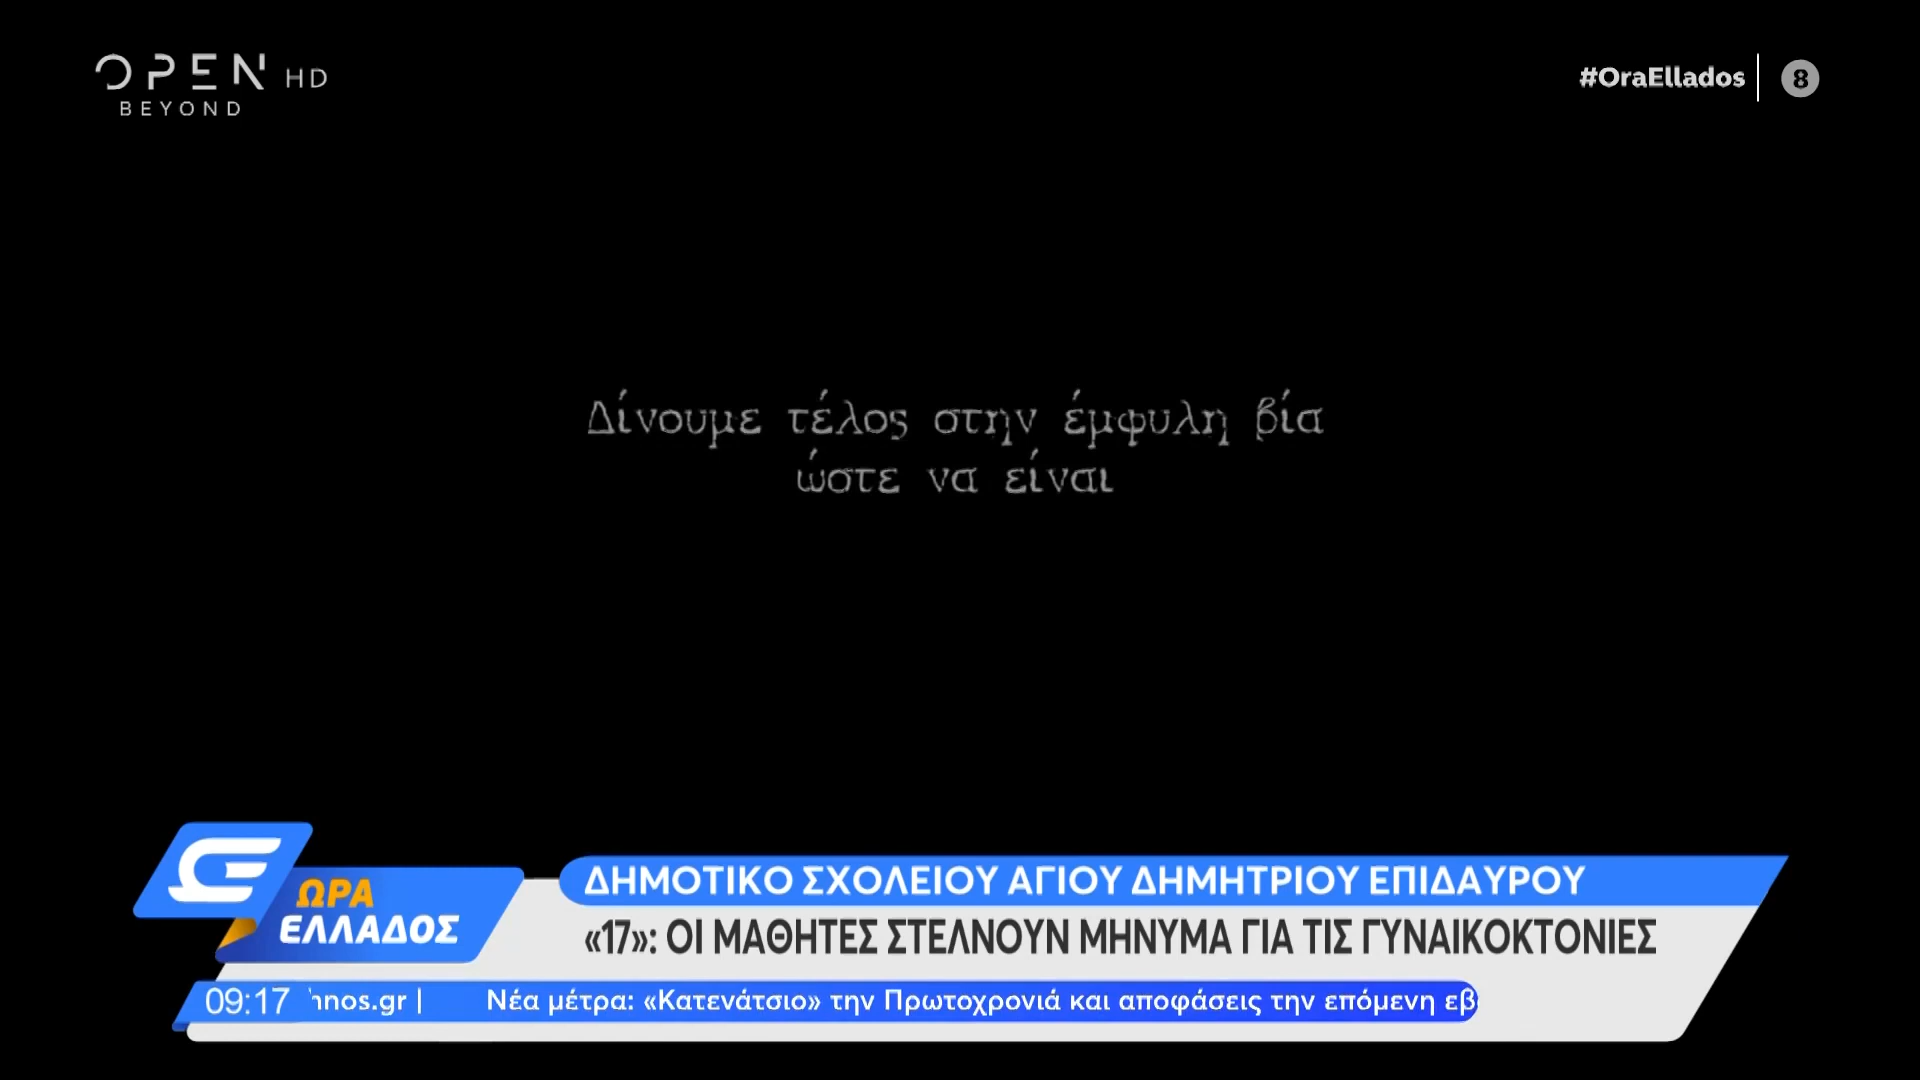 OPEN HD
BEYOND
#OraEllados
8
Δίνουμε τέλος στην έμφυλη βία
ώστε να είναι
ΩΡΑ
ΕΛΛΑΔΟΣ
ΔΗΜΟΤΙΚΟ ΣΧΟΛΕΙΟΥ ΑΓΙΟΥ ΔΗΜΗΤΡΙΟΥ ΕΠΙΔΑΥΡΟΥ
«17»: ΟΙ ΜΑΘΗΤΕΣ ΣΤΕΛΝΟΥΝ ΜΗΝΥΜΑ ΓΙΑ ΤΙΣ ΓΥΝΑΙΚΟΚΤΟΝΙΕΣ
09:17 hnos.gr | Νέα μέτρα: «Κατενάτσιο» την Πρωτοχρονιά και αποφάσεις την επόμενη εβ